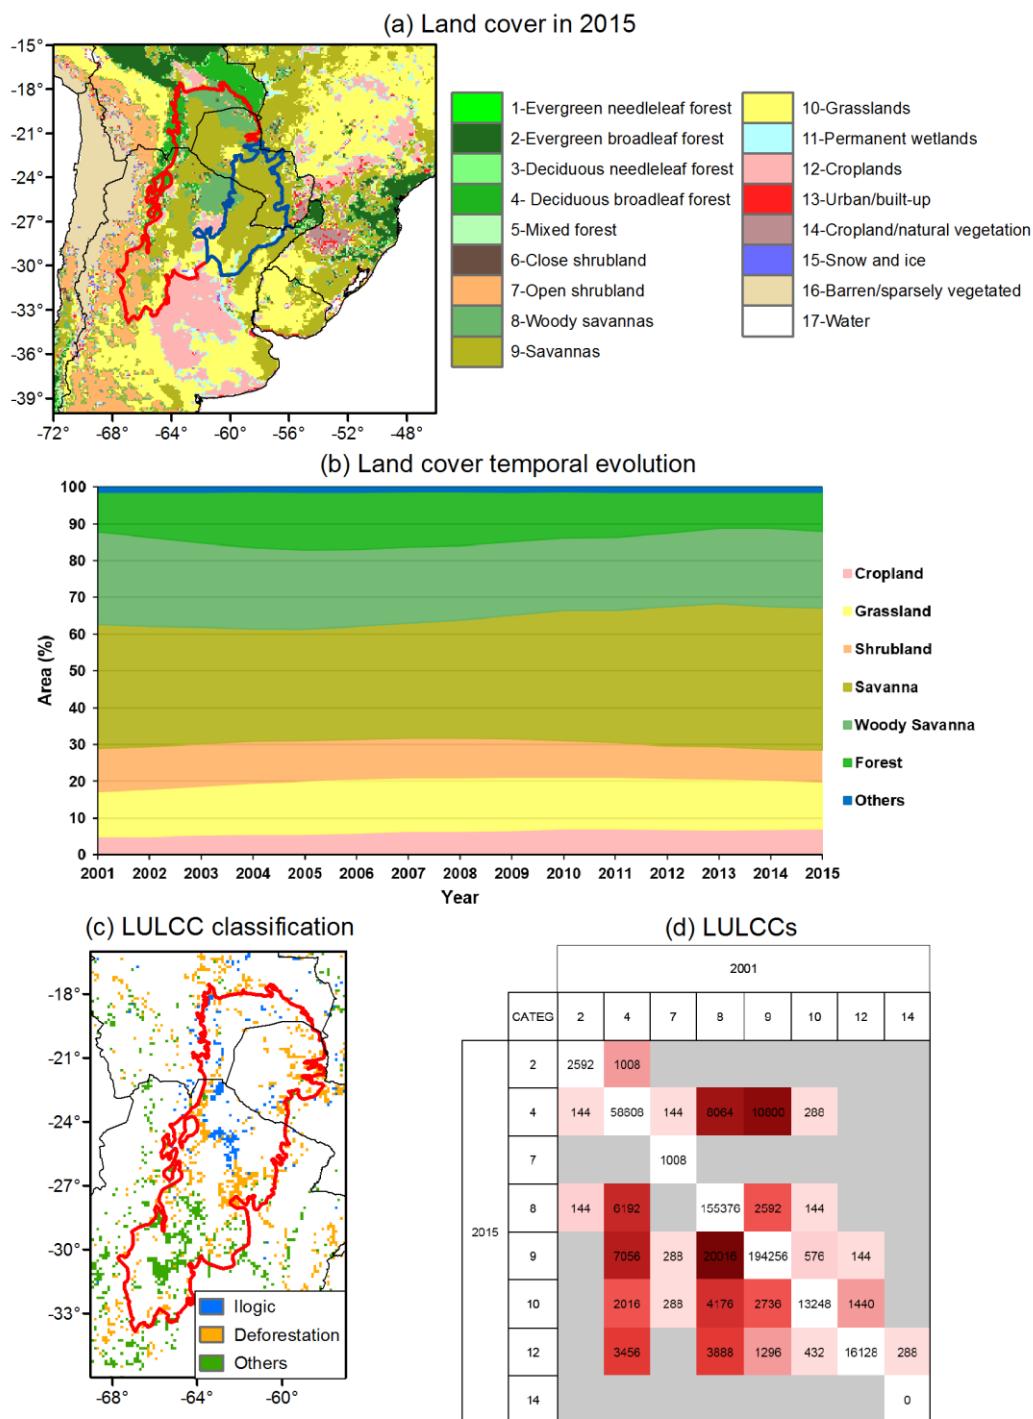 (a) Land cover in 2015
-15°
-18°
-21°
-24°
-27°
-30°
-33°
-36°
-39°
-72 -68° -64° -60° -56° -52° -48°
1-Evergreen needleleaf forest
2-Evergreen broadleaf forest
3-Deciduous needleleaf forest
4- Deciduous broadleaf forest
5-Mixed forest
6-Close shrubland
7-Open shrubland
8-Woody savannas
9-Savannas
10-Grasslands
11-Permanent wetlands
12-Croplands
13-Urban/built-up
14-Cropland/natural vegetation
15-Snow and ice
16-Barren/sparsely vegetated
17-Water
(b) Land cover temporal evolution
Area (%)
100
90
80
70
60
50
40
30
20
10
0
2001 2002 2003 2004 2005 2006 2007 2008 2009 2010 2011 2012 2013 2014 2015
Year
Cropland
Grassland
Shrubland
Savanna
Woody Savanna
Forest
Others
(c) LULCC classification
-18°
-21°
-24°
-27°
-30°
-33°
-68° -64° -60°
Ilogic
Deforestation
Others
(d) LULCCs
2001
CATEG 2 4 7 8 9 10 12 14
2015
2 2592 1008
4 144 58808 144 8064 10800 288
7 1008
8 144 6192 155376 2592 144
9 7056 288 20016 194256 576 144
10 2016 288 4176 2736 13248 1440
12 3456 3888 1296 432 16128 288
14 0